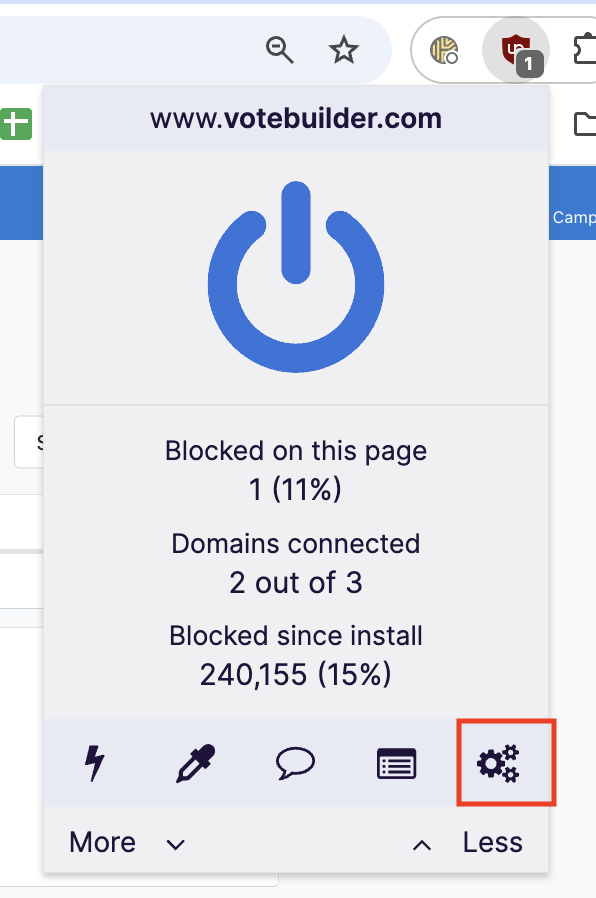 1
www.votebuilder.com
Camp
Blocked on this page
1 (11%)
Domains connected
2 out of 3
Blocked since install
240,155 (15%)
More
Less